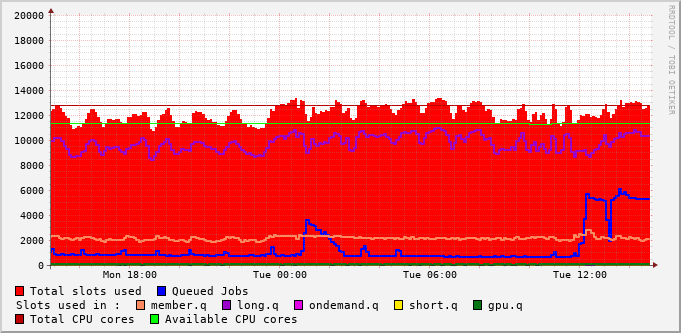 20000
18000
16000
14000
12000
10000
8000
6000
4000
2000
0
Mon 18:00 Tue 00:00 Tue 06:00 Tue 12:00
RRDTOOL / TOBI OETIKER
Total slots used Queued Jobs
Slots used in : member.q long.q ondemand.q short.q gpu.q
Total CPU cores Available CPU cores